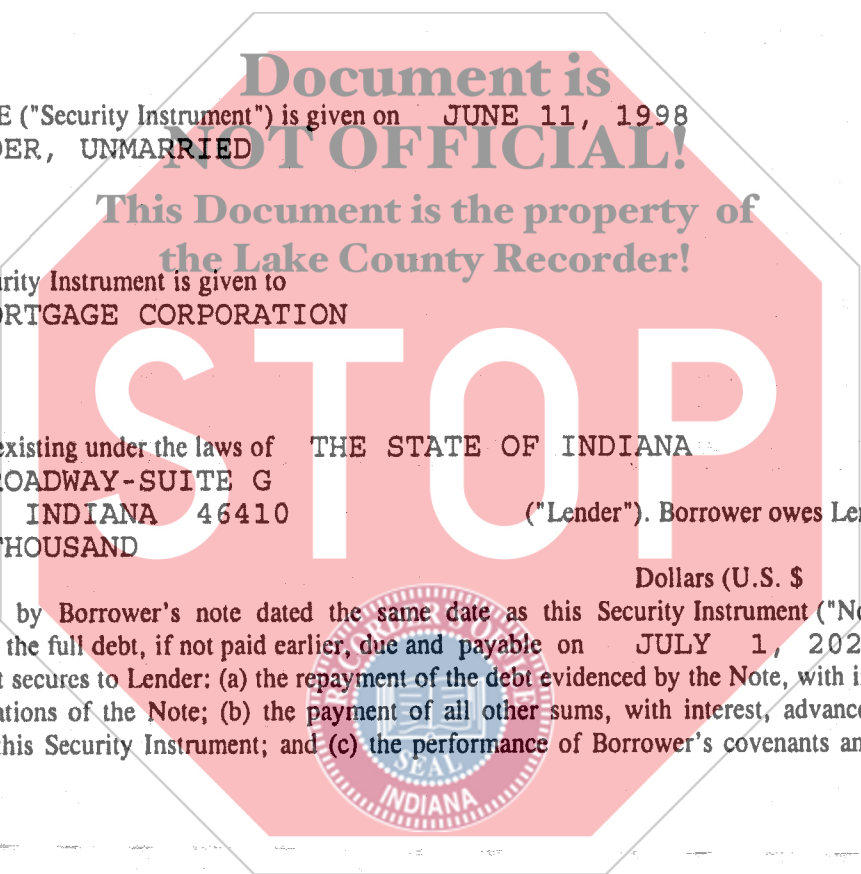 Document is
E ("Security Instrument") is given on JUNE 11, 1998
NOT OFFICIAL!
DER, UNMARRIED
This Document is the property of
the Lake County Recorder!
urity Instrument is given to
ORTGAGE CORPORATION
STOP
existing under the laws of THE STATE OF INDIANA
ROADWAY-SUITE G
INDIANA 46410 ("Lender"). Borrower owes Len
THOUSAND
Dollars (U.S. $
by Borrower's note dated the same date as this Security Instrument ("No
the full debt, if not paid earlier, due and payable on JULY 1, 202
t secures to Lender: (a) the repayment of the debt evidenced by the Note, with i
ations of the Note; (b) the payment of all other sums, with interest, advance
this Security Instrument; and (c) the performance of Borrower's covenants an
SEAL
INDIANA